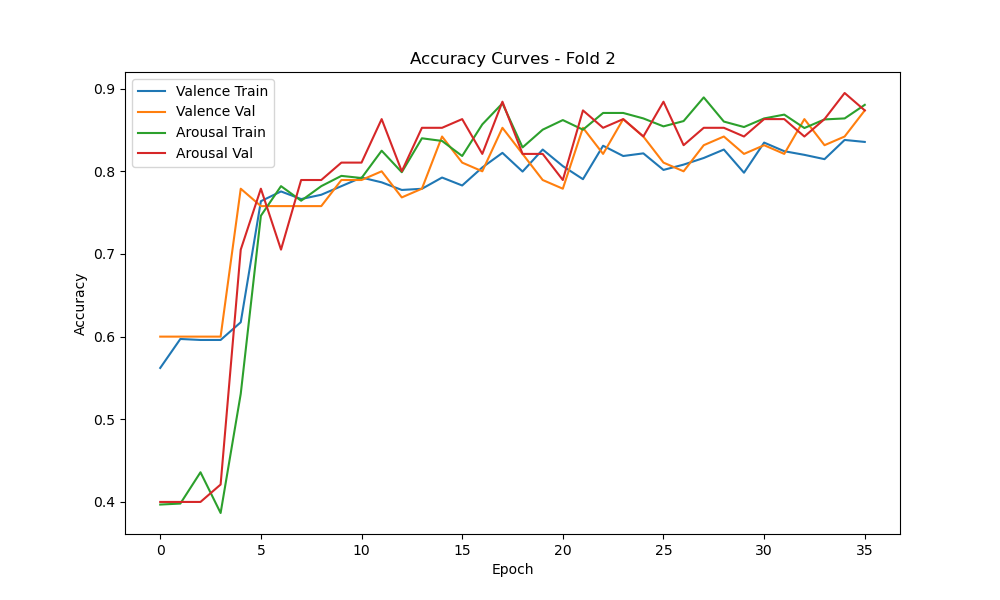 Accuracy Curves - Fold 2
Valence Train
Valence Val
Arousal Train
Arousal Val
Accuracy
0.9
0.8
0.7
0.6
0.5
0.4
0 5 10 15 20 25 30 35
Epoch